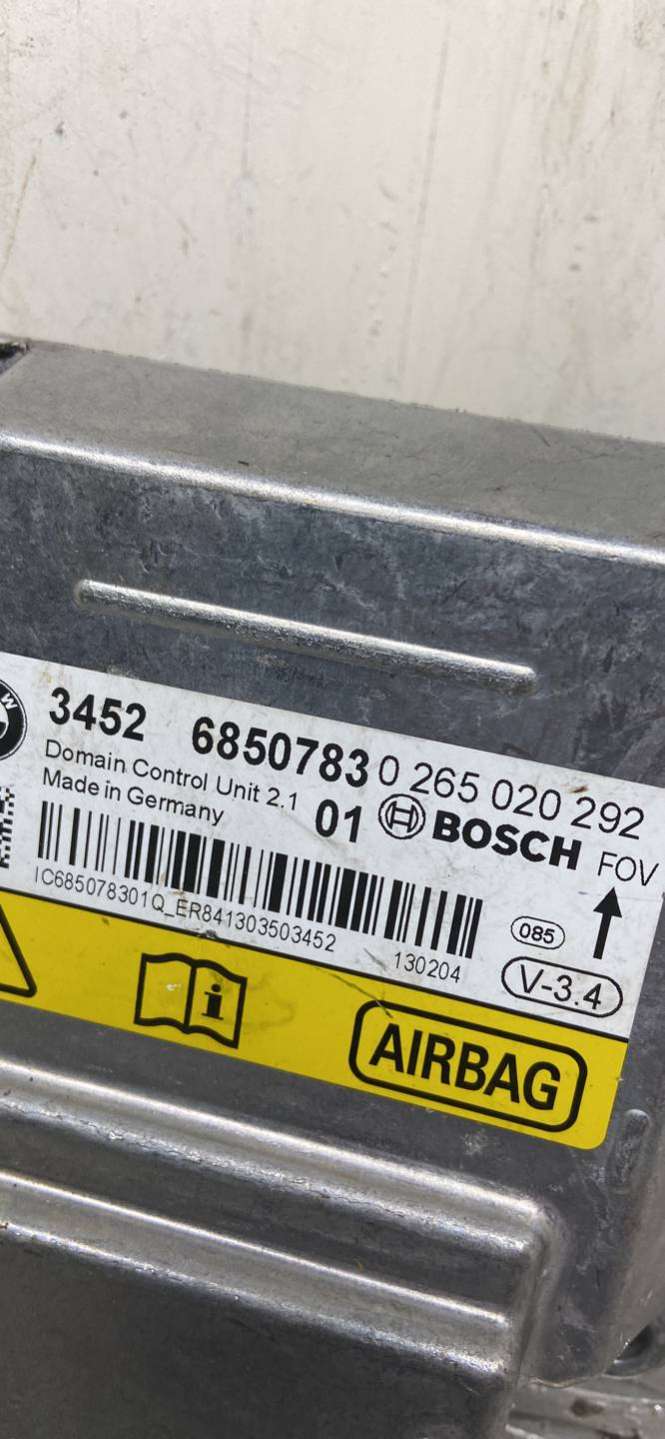 3452 6850783 0 265 020 292
Domain Control Unit 2.1 01 BOSCH FOV
Made in Germany
IC685078301Q_ER841303503452 130204
085
V-3.4
AIRBAG